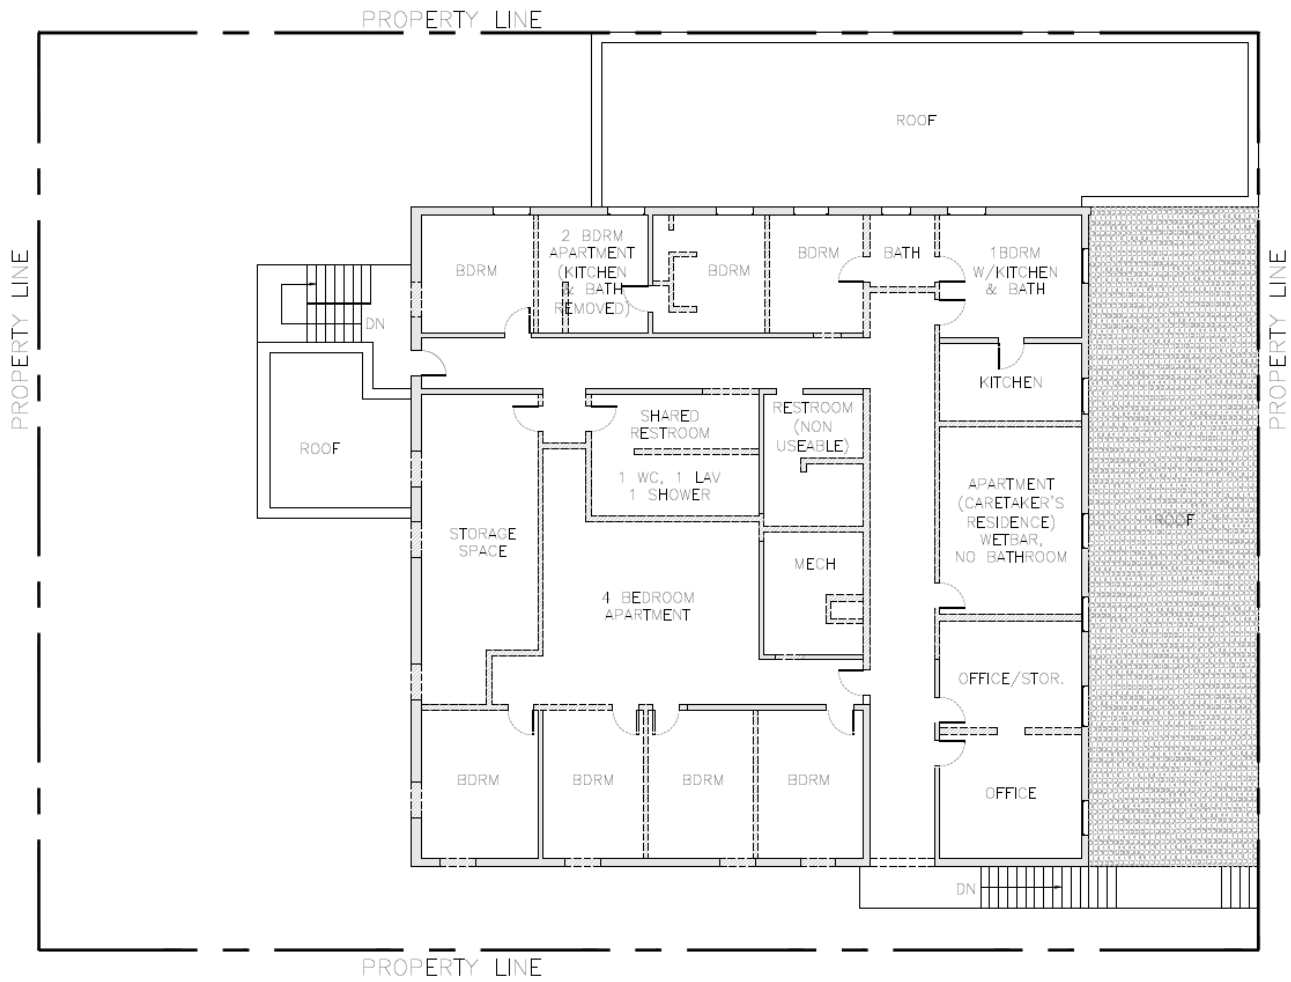 PROPERTY LINE
ROOF
PROPERTY LINE
PROPERTY LINE
BDRM
2 BDRM
APARTMENT
(KITCHEN
& BATH
REMOVED)
BDRM
BDRM
BATH
1BDRM
W/KITCHEN
& BATH
DN
KITCHEN
ROOF
SHARED
RESTROOM
1 WC, 1 LAV
1 SHOWER
RESTROOM
(NON
USEABLE)
STORAGE
SPACE
APARTMENT
(CARETAKER'S
RESIDENCE)
WETBAR,
NO BATHROOM
ROOF
MECH
4 BEDROOM
APARTMENT
OFFICE/STOR.
BDRM
BDRM
BDRM
BDRM
OFFICE
DN
PROPERTY LINE